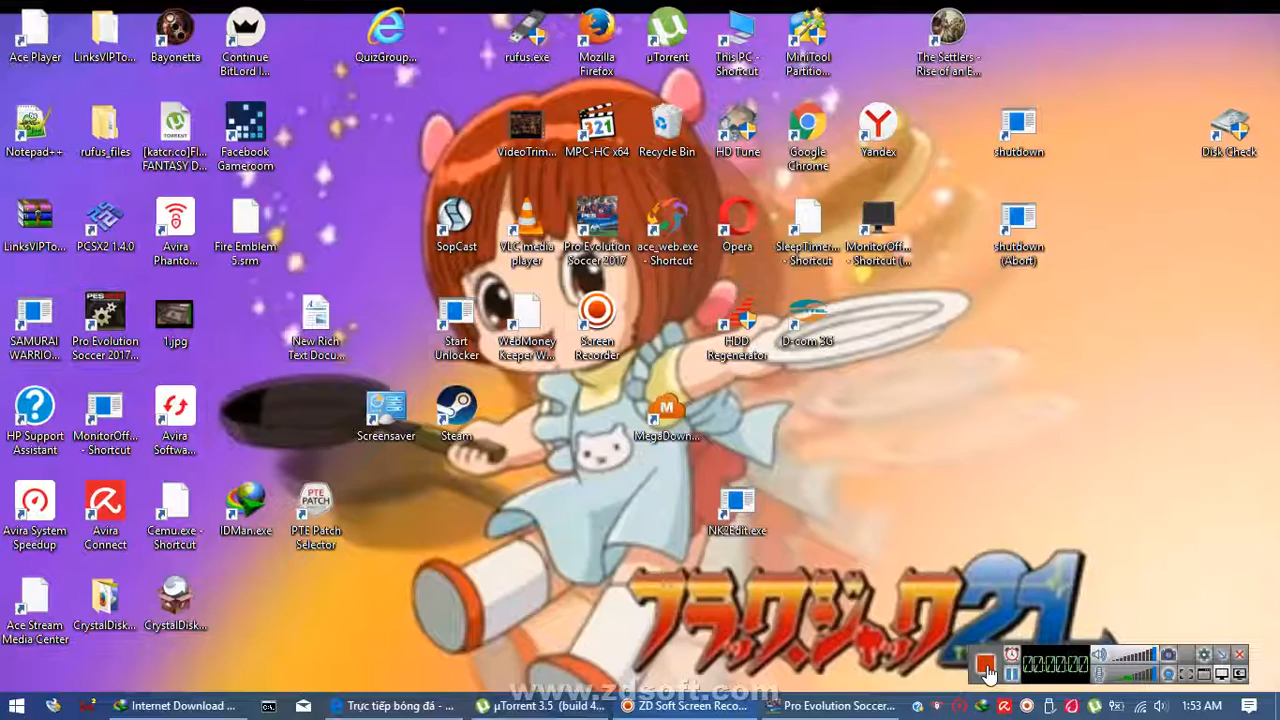 Ace Player
LinksVIPTo...
Bayonetta
Continue
BitLord I...
QuizGroup...
rufus.exe
Mozilla
Firefox
µTorrent
This PC -
Shortcut
MiniTool
Partitio...
The Settlers -
Rise of an E...
Notepad++
rufus_files
TORRENT
[katcr.co]FI...
FANTASY D...
Facebook
Gameroom
VideoTrim...
321
MPC-HC x64
Recycle Bin
HD Tune
Google
Chrome
Yandex
shutdown
Disk Check
LinksVIPTo...
PCSX2 1.4.0
Avira
Phanto...
Fire Emblem
5.srm
SopCast
VLC media
player
Pro Evolution
Soccer 2017
ace_web.exe
- Shortcut
Opera
SleepTimer...
- Shortcut
MonitorOff...
- Shortcut (...
shutdown
(Abort)
SAMURAI
WARRIO...
Pro Evolution
Soccer 2017...
1.jpg
New Rich
Text Docu...
Start
Unlocker
WebMoney
Keeper W...
Screen
Recorder
HDD
Regenerator
D-com 3G
HP Support
Assistant
MonitorOff...
- Shortcut
Avira
Softwa...
Screensaver
Steam
M
MegaDown...
Avira System
Speedup
Avira
Connect
Cemu.exe -
Shortcut
IDMan.exe
PTE
PATCH
PTE Patch
Selector
NK2Edit.exe
Ace Stream
Media Center
CrystalDisk...
CrystalDisk...
ブラックジャック21
00:00:00
www.zdsoft.com
Internet Download ...
Trực tiếp bóng đá - ...
µTorrent 3.5 (build 4...
ZD Soft Screen Reco...
Pro Evolution Soccer...
1:53 AM